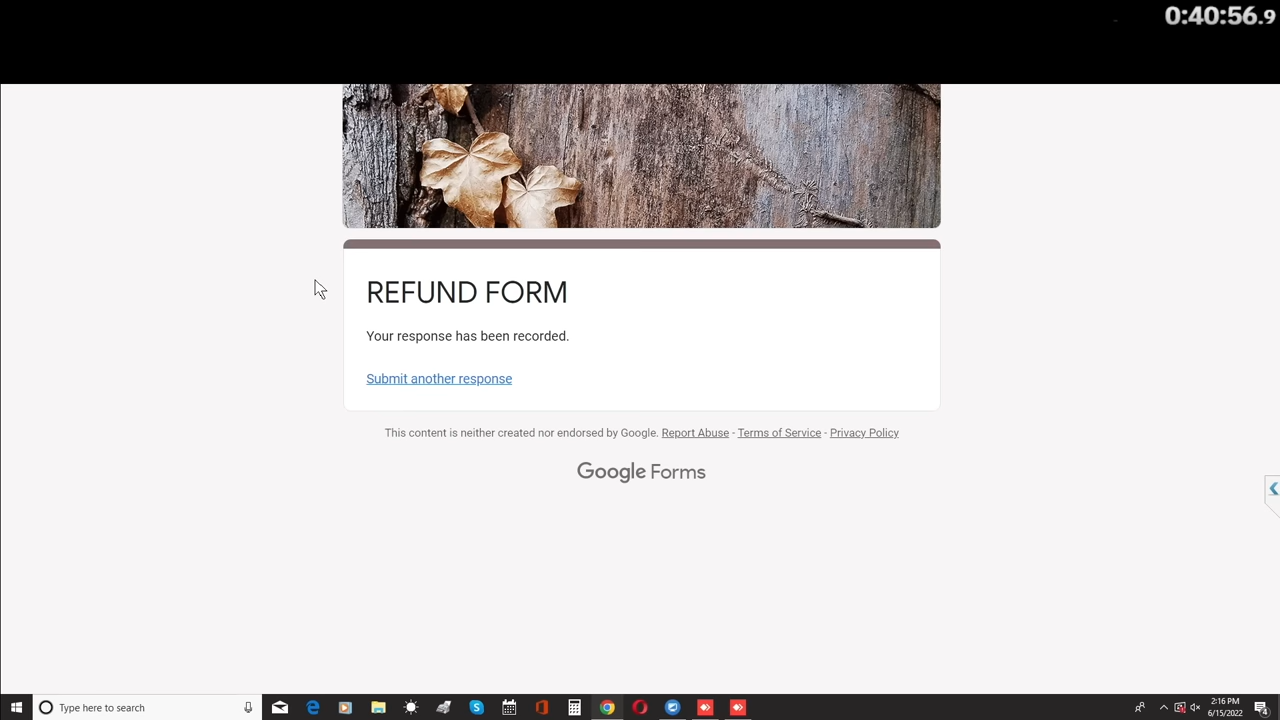 0:40:56.9
REFUND FORM
Your response has been recorded.
Submit another response
This content is neither created nor endorsed by Google. Report Abuse - Terms of Service - Privacy Policy
Google Forms
Type here to search
2:16 PM
6/15/2022
4